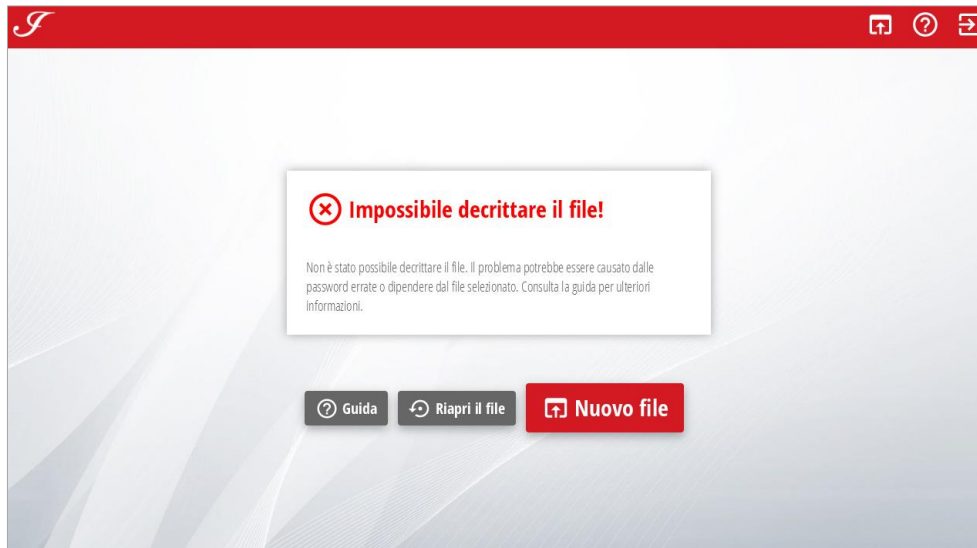 Impossibile decrittare il file!
Non è stato possibile decrittare il file. Il problema potrebbe essere causato dalle
password errate o dipendere dal file selezionato. Consulta la guida per ulteriori
informazioni.
Guida
Riapri il file
Nuovo file